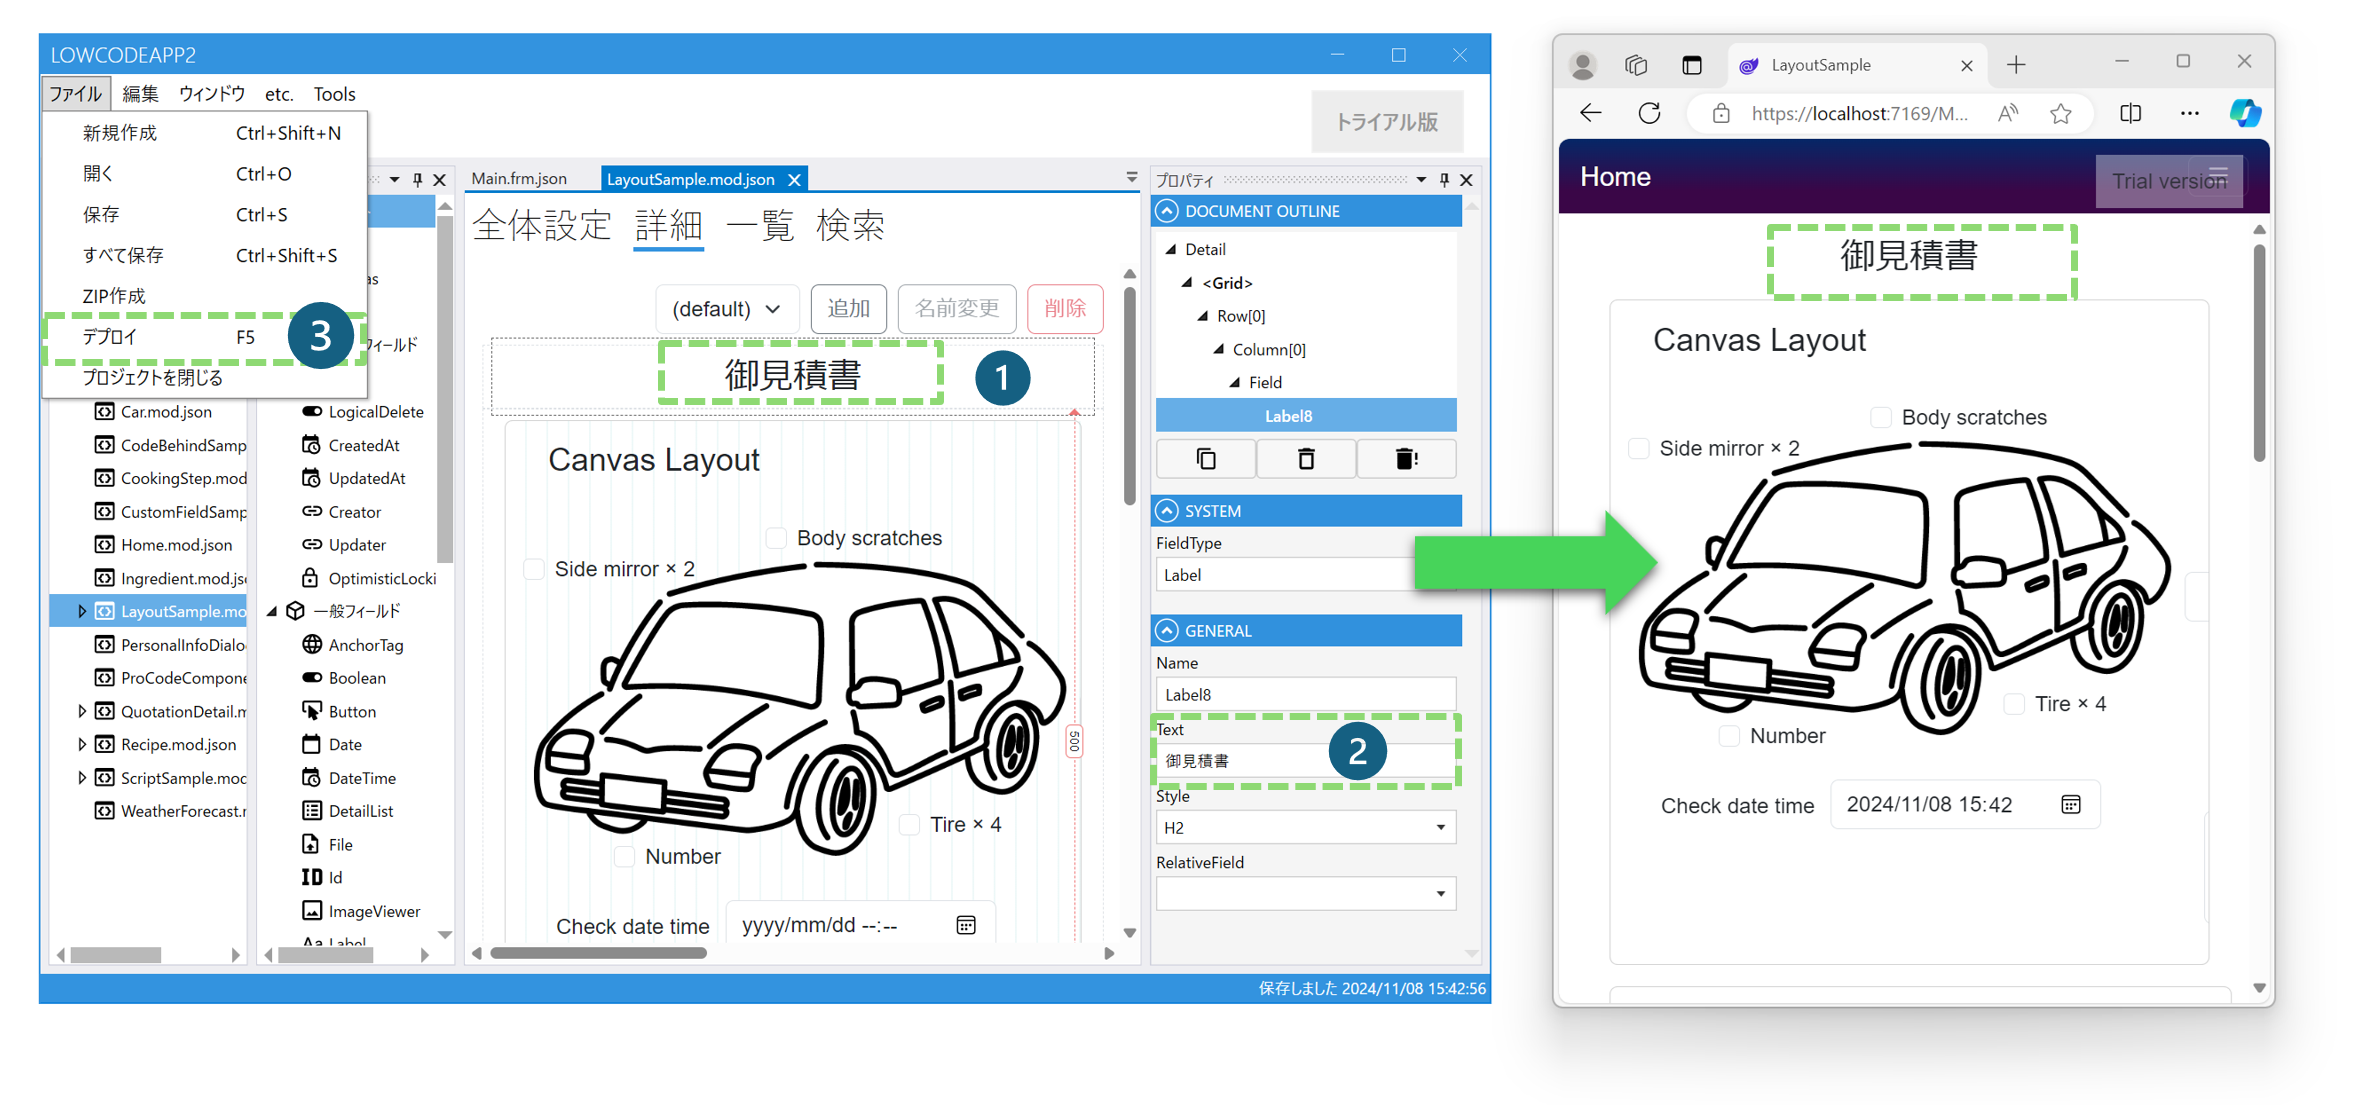 LOWCODEAPP2
ファイル 編集 ウィンドウ etc. Tools
トライアル版
新規作成 Ctrl+Shift+N
開く Ctrl+O
保存 Ctrl+S
すべて保存 Ctrl+Shift+S
ZIP作成
デプロイ F5
3
プロジェクトを閉じる
as
ィールド
Car.mod.json
CodeBehindSamp
CookingStep.mod
CustomFieldSamp
Home.mod.json
Ingredient.mod.js
LayoutSample.mo
PersonalInfoDialo
ProCodeCompone
QuotationDetail.m
Recipe.mod.json
ScriptSample.moc
WeatherForecast.r
LogicalDelete
CreatedAt
UpdatedAt
Creator
Updater
OptimisticLocki
一般フィールド
AnchorTag
Boolean
Button
Date
DateTime
DetailList
File
ID Id
ImageViewer
Aa Label
Main.frm.json LayoutSample.mod.json
全体設定 詳細 一覧 検索
(default) 追加 名前変更 削除
御見積書
1
Canvas Layout
Body scratches
Side mirror × 2
500
Tire × 4
Number
Check date time yyyy/mm/dd --:--
プロパティ
DOCUMENT OUTLINE
Detail
<Grid>
Row[0]
Column[0]
Field
Label8
SYSTEM
FieldType
Label
GENERAL
Name
Label8
Text
御見積書
2
Style
H2
RelativeField
保存しました 2024/11/08 15:42:56
LayoutSample
https://localhost:7169/M...
Home
Trial version
御見積書
Canvas Layout
Body scratches
Side mirror × 2
Tire × 4
Number
Check date time 2024/11/08 15:42